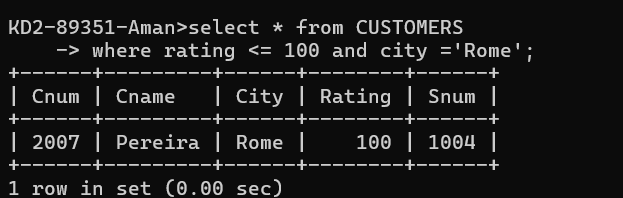 KD2-89351-Aman>select * from CUSTOMERS
    -> where rating <= 100 and city ='Rome';
+------+---------+------+--------+------+
| Cnum | Cname   | City | Rating | Snum |
+------+---------+------+--------+------+
| 2007 | Pereira | Rome |    100 | 1004 |
+------+---------+------+--------+------+
1 row in set (0.00 sec)